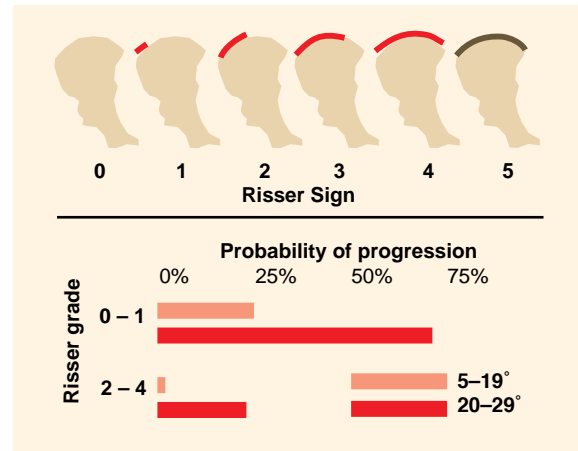 0 1 2 3 4 5
Risser Sign
Probability of progression
0% 25% 50% 75%
Risser grade
0 – 1
2 – 4
5–19˚
20–29˚